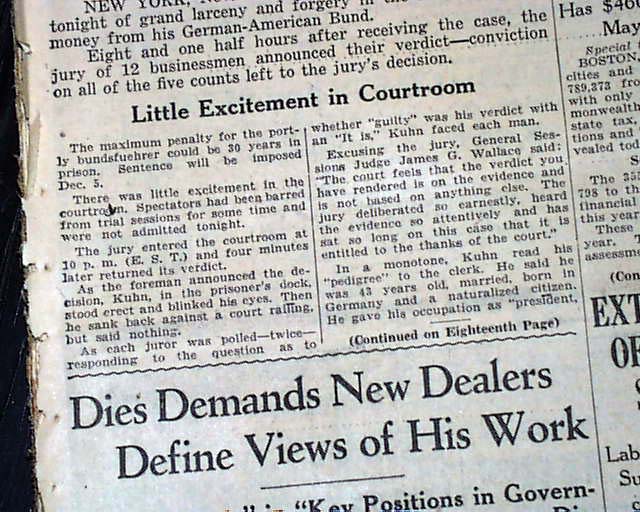 NEW YORK,
tonight of grand larceny and forgery in
money from his German-American Bund.
Eight and one half hours after receiving the case, the
jury of 12 businessmen announced their verdict—conviction
on all of the five counts left to the jury's decision.
Little Excitement in Courtroom
The maximum penalty for the port-
ly bundsfuehrer could be 30 years in
prison. Sentence will be imposed
Dec. 5.
There was little excitement in the
courtroom. Spectators had been barred
from trial sessions for some time and
were not admitted tonight.
The jury entered the courtroom at
10 p. m. (E. S. T.) and four minutes
later returned its verdict.
As the foreman announced the de-
cision, Kuhn, in the prisoner's dock,
stood erect and blinked his eyes. Then
he sank back against a court railing,
but said nothing.
As each juror was polled—twice—
responding to the question as to
whether "guilty" was his verdict with
an "It is," Kuhn faced each man.
Excusing the jury, General Ses-
sions Judge James G. Wallace said:
"The court feels that the verdict you
have rendered is on the evidence and
is not based on anything else. The
jury deliberated so earnestly, heard
the evidence so attentively and has
sat so long on this case that it is
entitled to the thanks of the court."
In a monotone, Kuhn read his
"pedigree" to the clerk. He said he
was 43 years old, married, born in
Germany and a naturalized citizen.
He gave his occupation as "president,
(Continued on Eighteenth Page)
Dies Demands New Dealers
Define Views of His Work
in "Key Positions in Govern-
Has $46
May
Special
BOSTON,
cities and
789,373 fro
with only
monwealth
state tax,
tions and
vealed tod
The 355
798 to th
financial
this year
These
year. T
assessm
(Con
EXT
OF
Lab
Su